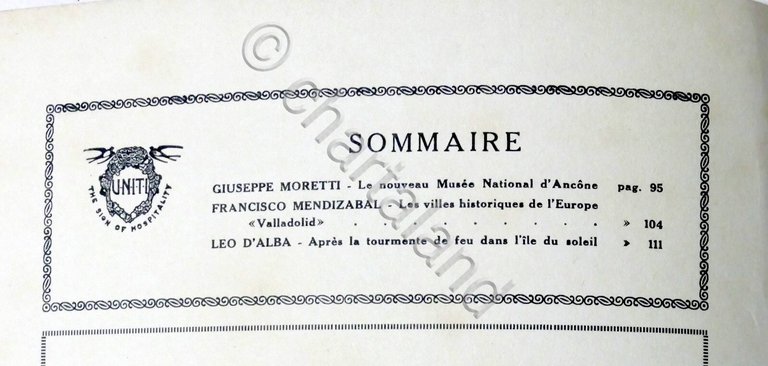 SOMMAIRE
UNITI
THE SIGN OF HOSPITALITY
GIUSEPPE MORETTI - Le nouveau Musée National d'Ancône pag. 95
FRANCISCO MENDIZABAL - Les villes historiques de l'Europe
«Valladolid» . . . . . . . . . » 104
LEO D'ALBA - Après la tourmente de feu dans l'île du soleil » 111
© chartaland